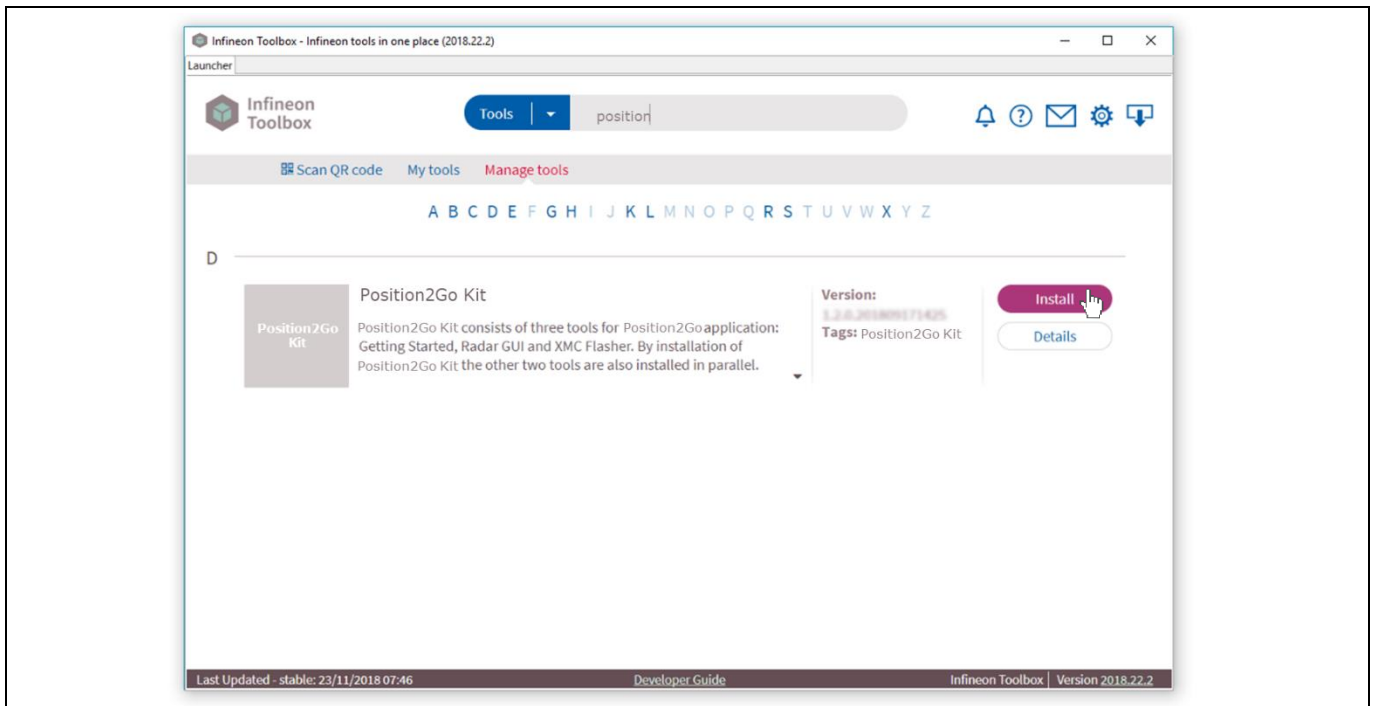 Infineon Toolbox - Infineon tools in one place (2018.22.2)
Launcher
Infineon
Toolbox
Tools
position
Scan QR code My tools Manage tools
A B C D E F G H I J K L M N O P Q R S T U V W X Y Z
D
Position2Go Kit
Position2Go
Kit
Position2Go Kit consists of three tools for Position2Go application:
Getting Started, Radar GUI and XMC Flasher. By installation of
Position2Go Kit the other two tools are also installed in parallel.
Version:
Tags: Position2Go Kit
Install
Details
Last Updated - stable: 23/11/2018 07:46 Developer Guide Infineon Toolbox Version 2018.22.2